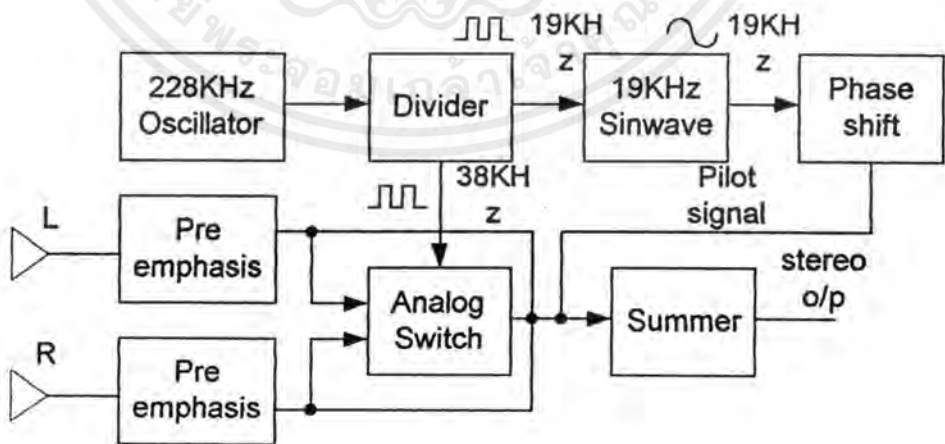 19KH
z
19KH
z
228KHz
Oscillator
Divider
19KHz
Sinwave
Phase
shift
38KH
z
Pilot
signal
L
Pre
emphasis
Analog
Switch
Summer
stereo
o/p
R
Pre
emphasis